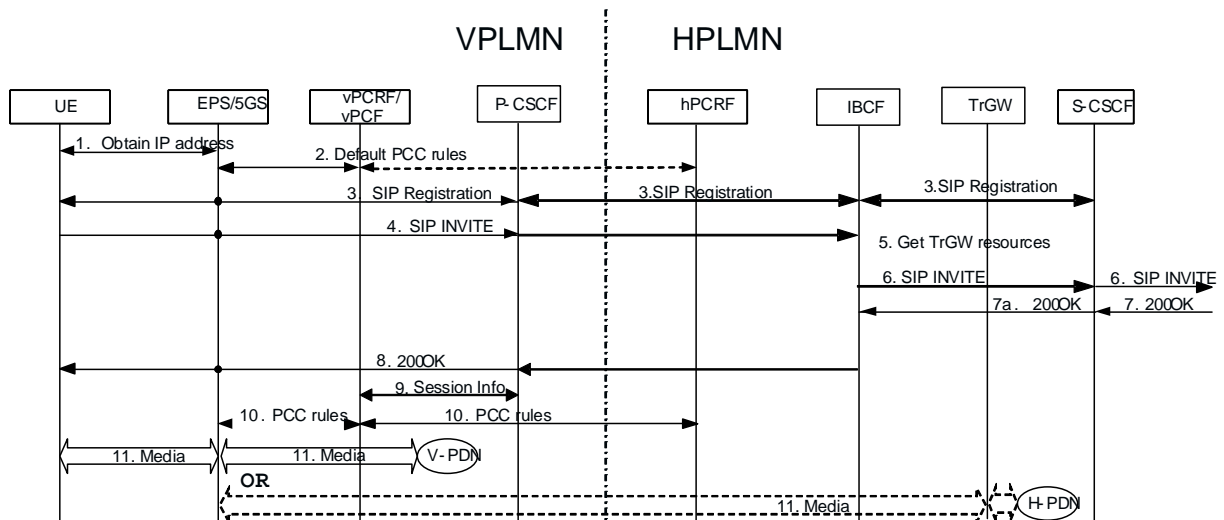 VPLMN
HPLMN
UE
EPS/5GS
vPCRF/
vPCF
P-CSCF
hPCRF
IBCF
TrGW
S-CSCF
1. Obtain IP address
2. Default PCC rules
3. SIP Registration
3.SIP Registration
3.SIP Registration
4. SIP INVITE
5. Get TrGW resources
6. SIP INVITE
6. SIP INVITE
7a. 200OK
7. 200OK
8. 200OK
9. Session Info
10. PCC rules
10. PCC rules
11. Media
11. Media
V-PDN
OR
11. Media
H-PDN